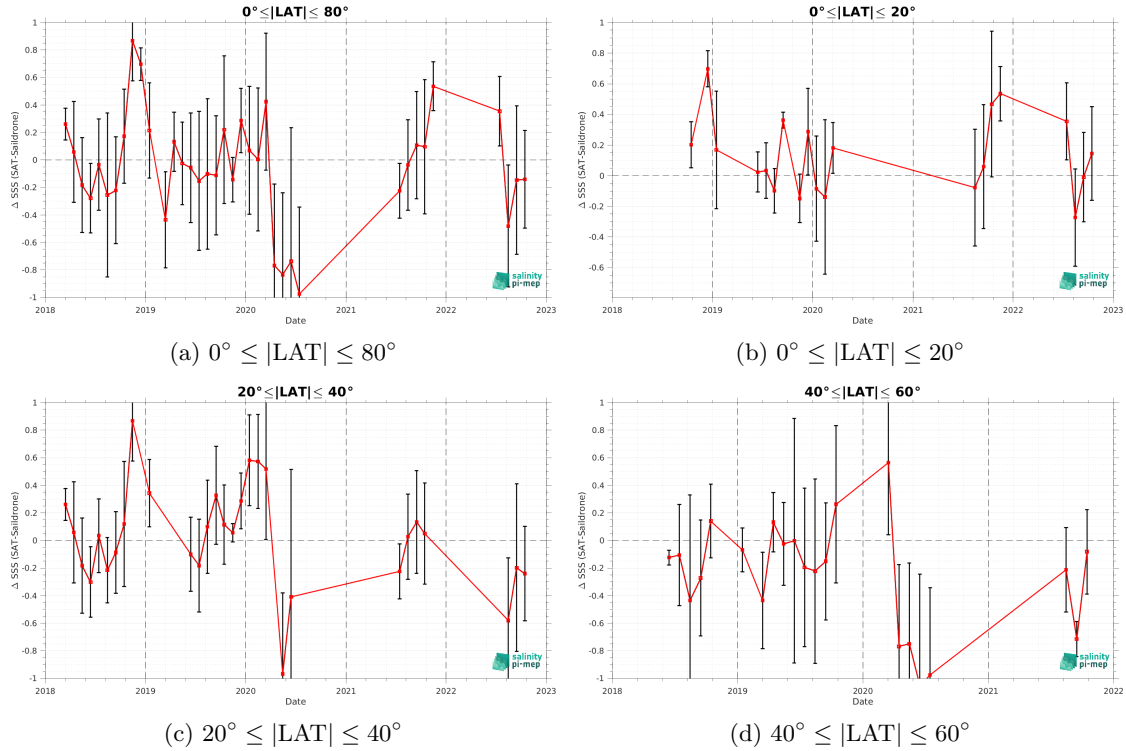 0°≤|LAT|≤ 80°
Δ SSS (SAT-Saildrone)
1
0.8
0.6
0.4
0.2
0
-0.2
-0.4
-0.6
-0.8
-1
2018
2019
2020
2021
2022
2023
Date
salinity
pi-mep
(a) 0° ≤ |LAT| ≤ 80°
0°≤|LAT|≤ 20°
Δ SSS (SAT-Saildrone)
1
0.8
0.6
0.4
0.2
0
-0.2
-0.4
-0.6
2018
2019
2020
2021
2022
2023
Date
salinity
pi-mep
(b) 0° ≤ |LAT| ≤ 20°
20°≤|LAT|≤ 40°
Δ SSS (SAT-Saildrone)
1
0.8
0.6
0.4
0.2
0
-0.2
-0.4
-0.6
-0.8
-1
2018
2019
2020
2021
2022
2023
Date
salinity
pi-mep
(c) 20° ≤ |LAT| ≤ 40°
40°≤|LAT|≤ 60°
Δ SSS (SAT-Saildrone)
1
0.8
0.6
0.4
0.2
0
-0.2
-0.4
-0.6
-0.8
-1
2018
2019
2020
2021
2022
Date
salinity
pi-mep
(d) 40° ≤ |LAT| ≤ 60°